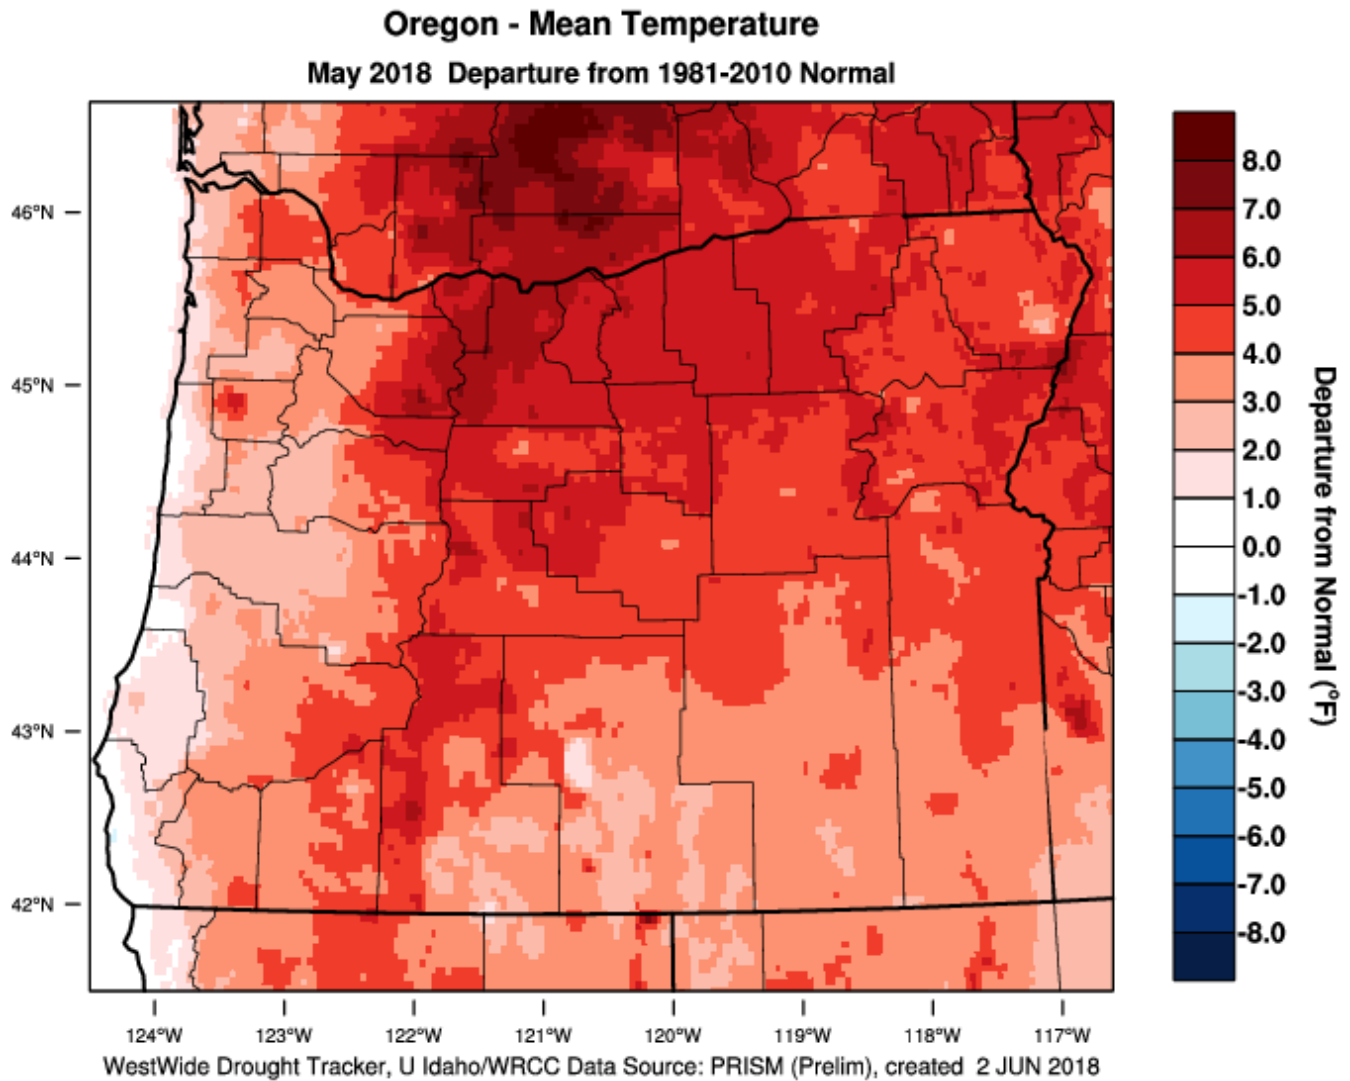 Oregon - Mean Temperature
May 2018 Departure from 1981-2010 Normal
46°N
45°N
44°N
43°N
42°N
124°W 123°W 122°W 121°W 120°W 119°W 118°W 117°W
8.0
7.0
6.0
5.0
4.0
3.0
2.0
1.0
0.0
-1.0
-2.0
-3.0
-4.0
-5.0
-6.0
-7.0
-8.0
Departure from Normal (°F)
WestWide Drought Tracker, U Idaho/WRCC Data Source: PRISM (Prelim), created 2 JUN 2018